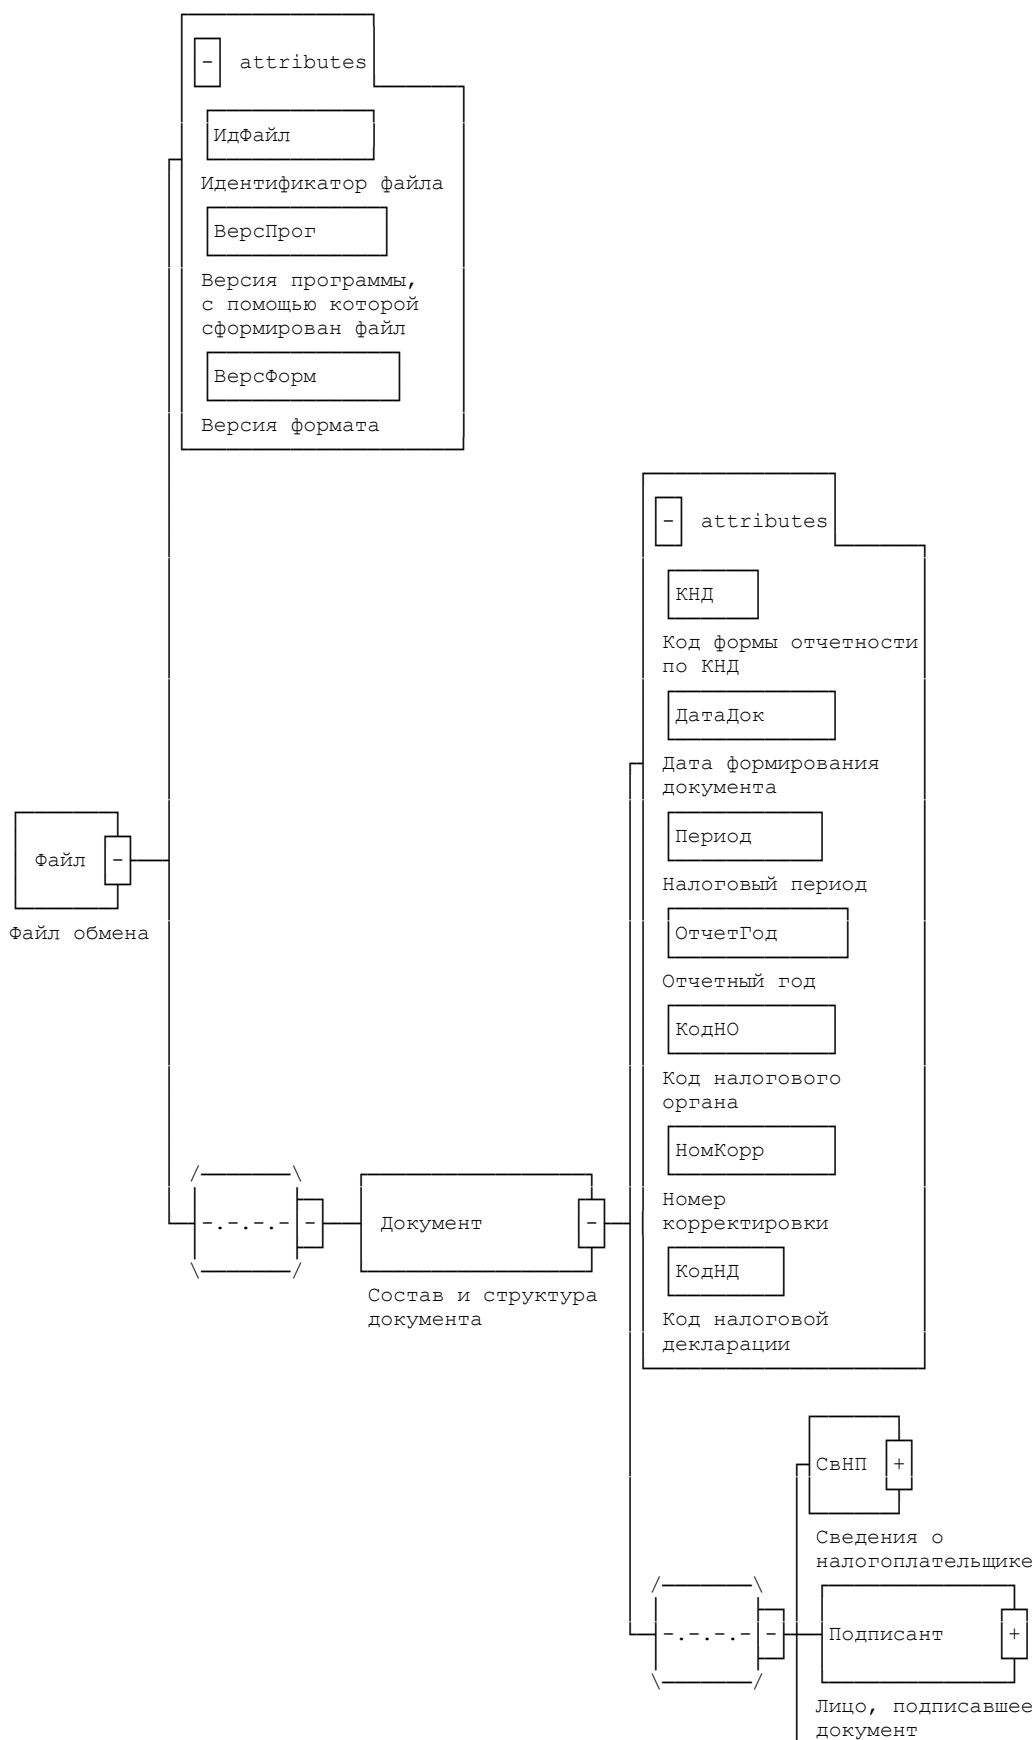 - attributes
ИдФайл
Идентификатор файла
ВерсПрог
Версия программы,
с помощью которой
сформирован файл
ВерсФорм
Версия формата
- attributes
КНД
Код формы отчетности
по КНД
ДатаДок
Дата формирования
документа
Период
Налоговый период
ОтчетГод
Отчетный год
КодНО
Код налогового
органа
НомКорр
Номер
корректировки
КодНД
Код налоговой
декларации
Файл -
Файл обмена
-.-.-.- -
Документ -
Состав и структура
документа
СвНП +
Сведения о
налогоплательщике
-.-.-.- -
Подписант +
Лицо, подписавшее
документ